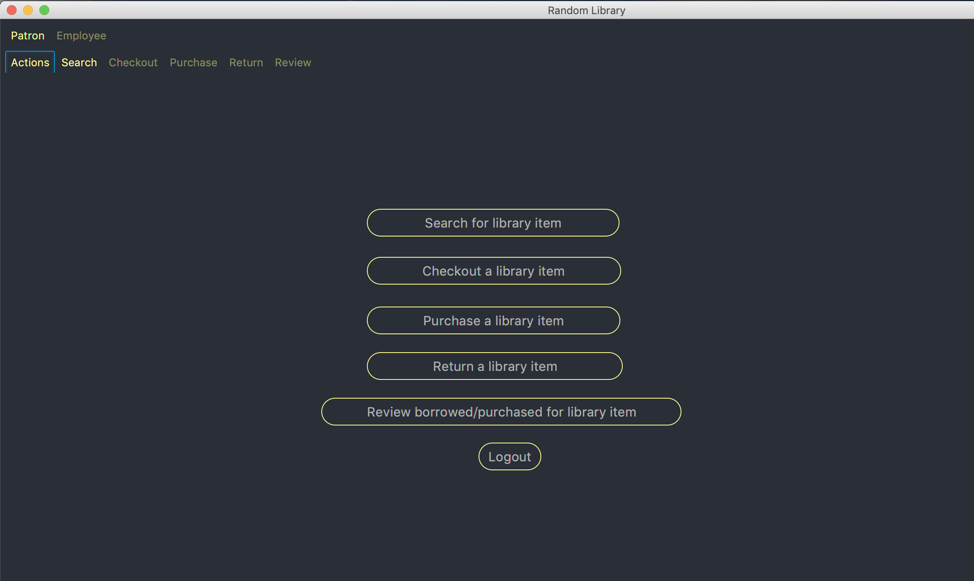 Random Library
Patron Employee
Actions Search Checkout Purchase Return Review
Search for library item
Checkout a library item
Purchase a library item
Return a library item
Review borrowed/purchased for library item
Logout